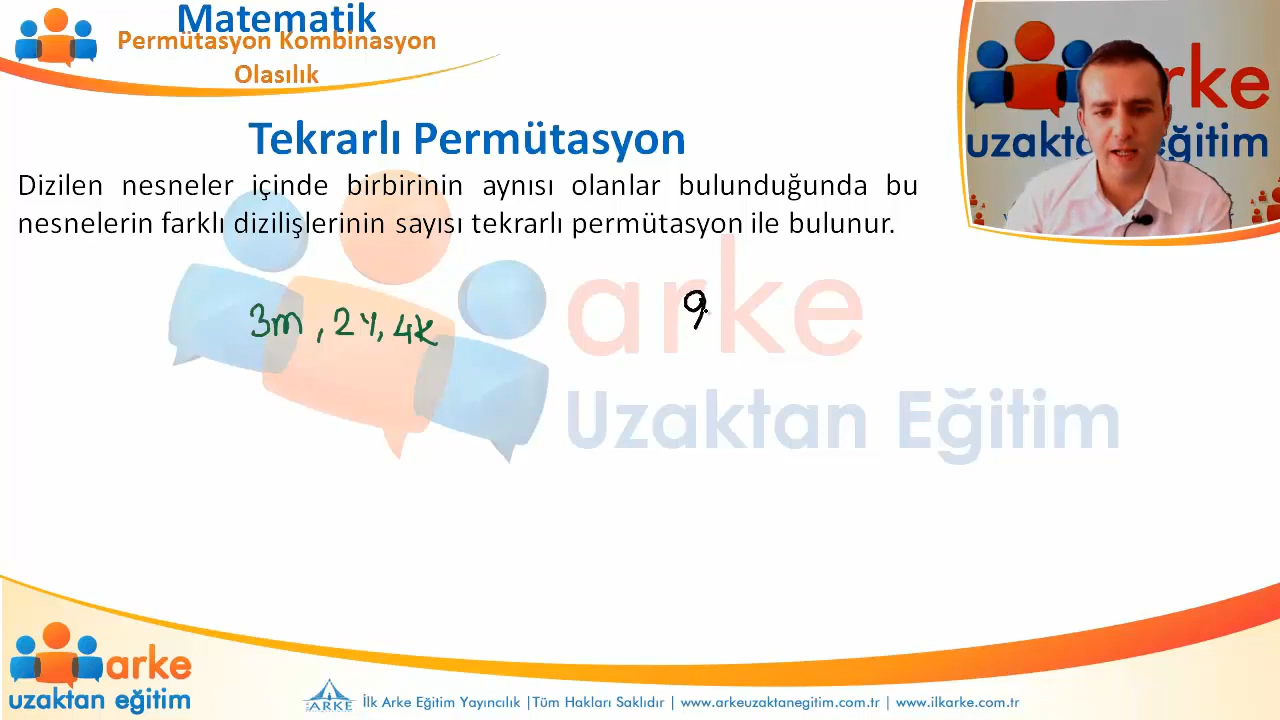 Matematik
Permütasyon Kombinasyon
Olasılık
arke
uzaktan eğitim
Tekrarlı Permütasyon
Dizilen nesneler içinde birbirinin aynısı olanlar bulunduğunda bu
nesnelerin farklı dizilişlerinin sayısı tekrarlı permütasyon ile bulunur.
3m, 2Y, 4K
9
arke
Uzaktan Eğitim
arke
uzaktan eğitim
ARKE
İlk Arke Eğitim Yayıncılık |Tüm Hakları Saklıdır | www.arkeuzaktanegitim.com.tr | www.ilkarke.com.tr